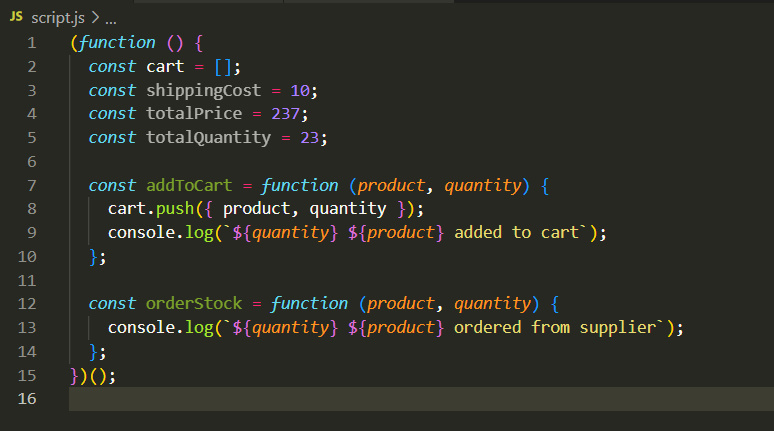 JS script.js > ...
1 (function () {
2   const cart = [];
3   const shippingCost = 10;
4   const totalPrice = 237;
5   const totalQuantity = 23;
6
7   const addToCart = function (product, quantity) {
8     cart.push({ product, quantity });
9     console.log(`${quantity} ${product} added to cart`);
10   };
11
12   const orderStock = function (product, quantity) {
13     console.log(`${quantity} ${product} ordered from supplier`);
14   };
15 })();
16